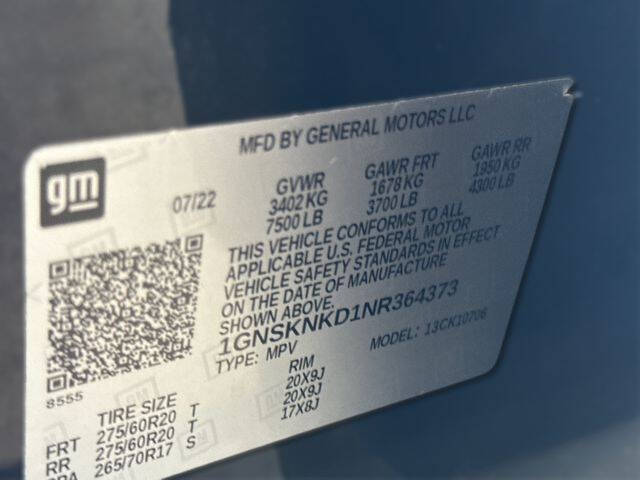 MFD BY GENERAL MOTORS LLC
gm
07/22
GVWR GAWR FRT GAWR RR
3402 KG 1678 KG 1950 KG
7500 LB 3700 LB 4300 LB
THIS VEHICLE CONFORMS TO ALL
APPLICABLE U.S. FEDERAL MOTOR
VEHICLE SAFETY STANDARDS IN EFFECT
ON THE DATE OF MANUFACTURE
SHOWN ABOVE.
1GNSKNKD1NR364373
TYPE: MPV MODEL: 13CK10706
8555
TIRE SIZE RIM
FRT 275/60R20 T 20X9J
RR 275/60R20 T 20X9J
265/70R17 S 17X8J